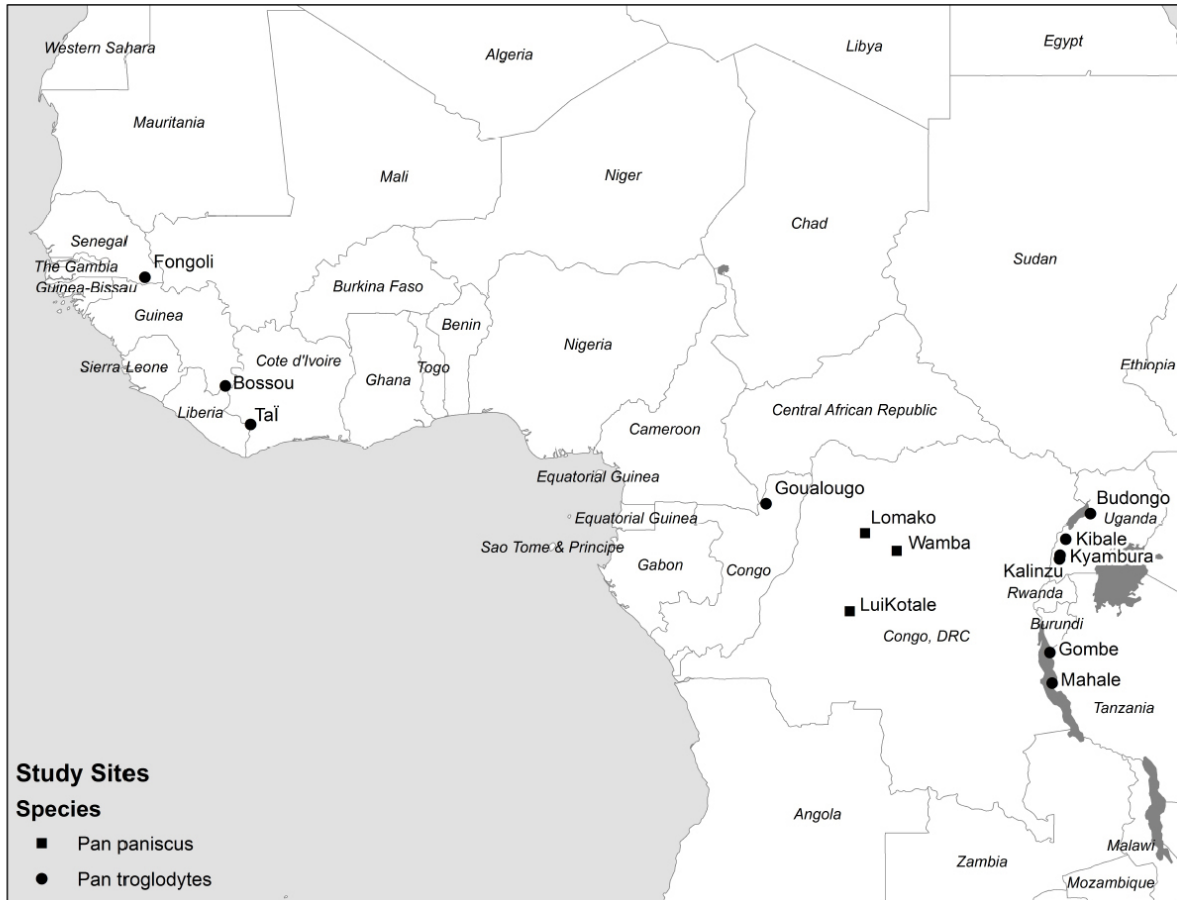 Western Sahara
Algeria
Libya
Egypt
Mauritania
Mali
Niger
Chad
Senegal
Fongoli
The Gambia
Sudan
Guinea-Bissau
Burkina Faso
Guinea
Benin
Nigeria
Cote d'Ivoire
Sierra Leone
Togo
Ethiopia
Ghana
Bossou
Liberia
TaÏ
Central African Republic
Cameroon
Equatorial Guinea
Goualougo
Budongo
Equatorial Guinea
Uganda
Lomako
Kibale
Sao Tome & Principe
Wamba
Kyambura
Gabon
Congo
Kalinzu
Rwanda
LuiKotale
Burundi
Congo, DRC
Gombe
Mahale
Tanzania
Study Sites
Species
Angola
Pan paniscus
Malawi
Zambia
Pan troglodytes
Mozambique